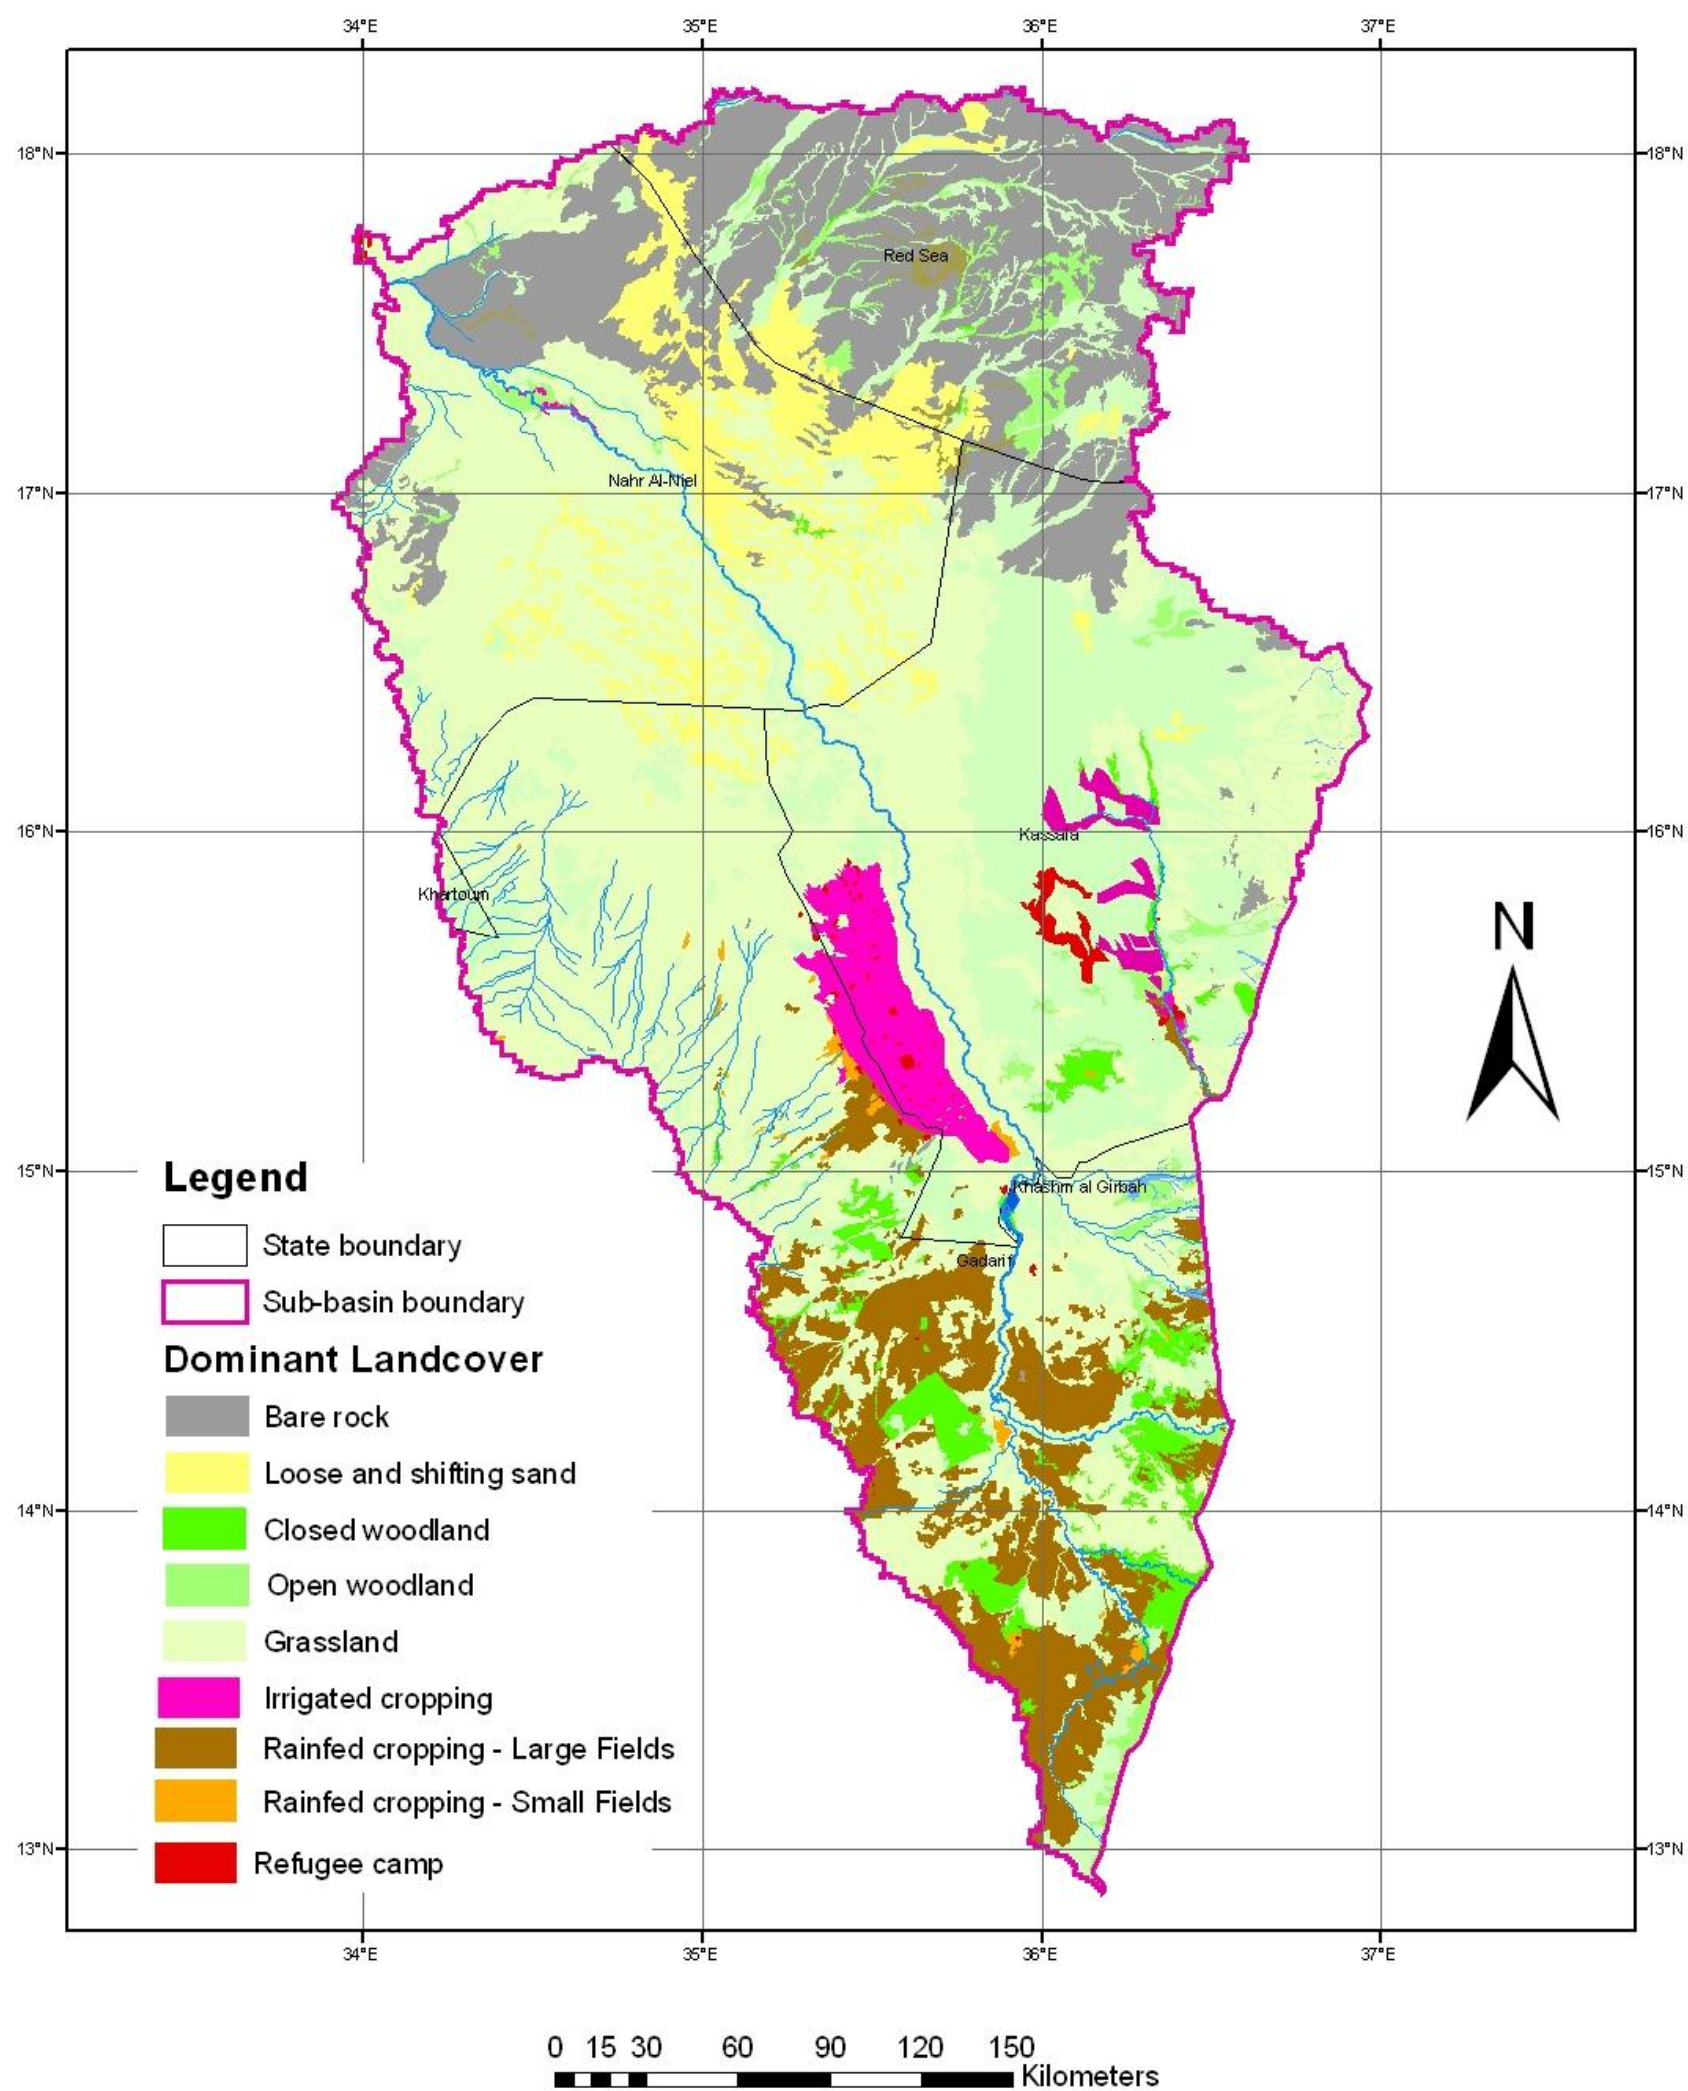 34°E 35°E 36°E 37°E
18°N 18°N
Red Sea
Nahr Al-Niel
17°N 17°N
16°N Kassara 16°N
Khartoum
N
15°N 15°N
Khashm al Girbah
Gadarif
Legend
State boundary
Sub-basin boundary
Dominant Landcover
Bare rock
Loose and shifting sand
14°N 14°N
Closed woodland
Open woodland
Grassland
Irrigated cropping
Rainfed cropping - Large Fields
Rainfed cropping - Small Fields
13°N 13°N
Refugee camp
34°E 35°E 36°E 37°E
0 15 30 60 90 120 150
Kilometers